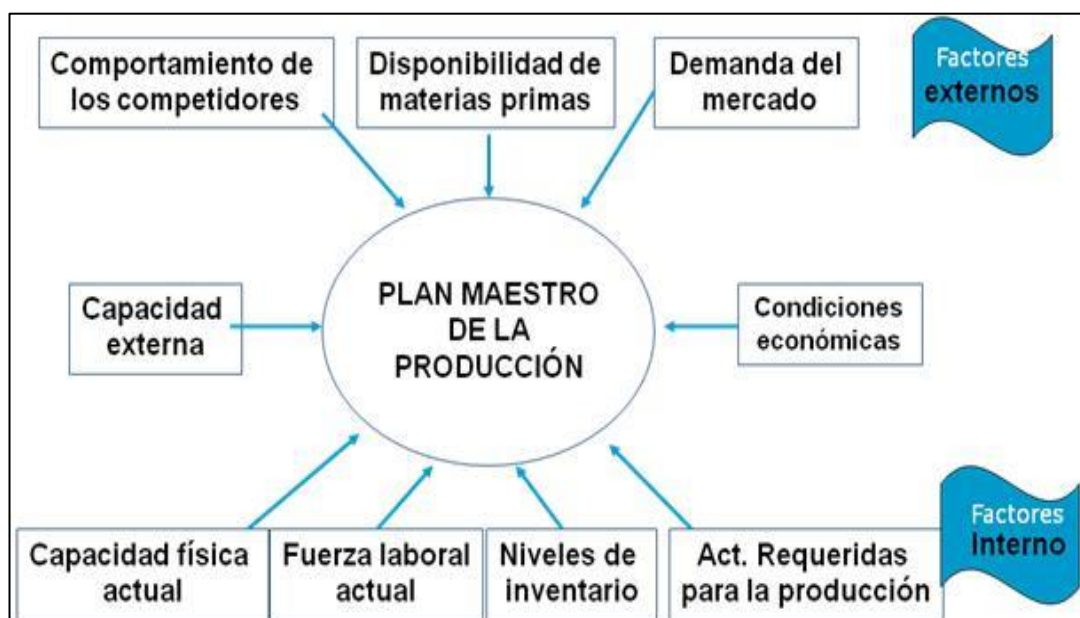 Comportamiento de
los competidores
Disponibilidad de
materias primas
Demanda del
mercado
Factores
externos
Capacidad
externa
PLAN MAESTRO
DE LA
PRODUCCIÓN
Condiciones
económicas
Capacidad física
actual
Fuerza laboral
actual
Niveles de
inventario
Act. Requeridas
para la producción
Factores
Interno